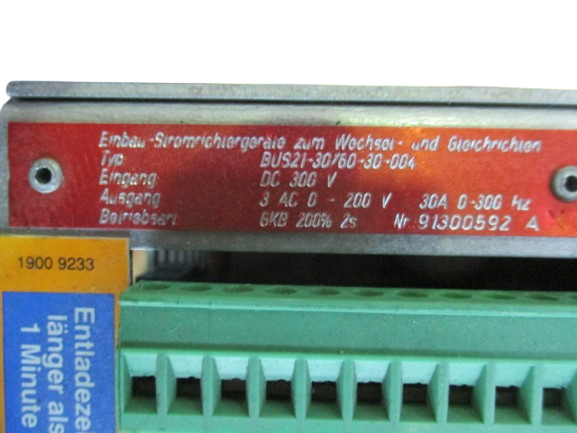 Einbau-Stromrichtergeräte zum Wechsel- und Gleichrichten
Typ BUS21-30/60-30-004
Eingang DC 300 V
Ausgang 3 AC 0 - 200 V 30A 0-300 Hz
Betriebsart GKB 200% 2s Nr. 91300592 A
1900 9233
Entladeze
länger als
1 Minute